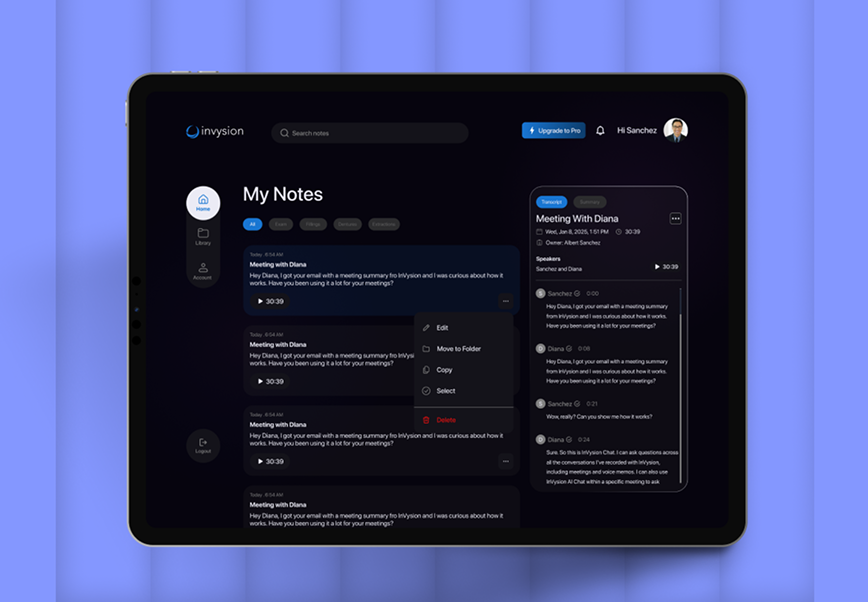 invysion
Search notes
Upgrade to Pro
Hi Sanchez
Home
Library
Account
Logout
My Notes
All
Today 8:54 AM
Meeting with Diana
Hey Diana, I got your email with a meeting summary fro InVysion and I was curious about how it
works. Have you been using it a lot for your meetings?
30:39
Today 8:54 AM
Meeting with Diana
Hey Diana, I got your email with a meeting summary fro InVys
works. Have you been using it a lot for your meetings?
30:39
Edit
Move to Folder
Copy
Select
Delete
Today 8:54 AM
Meeting with Diana
Hey Diana, I got your email with a meeting summary fro InVysion and I was curious about how it
works. Have you been using it a lot for your meetings?
30:39
Today 8:54 AM
Meeting with Diana
Hey Diana, I got your email with a meeting summary fro InVysion and I was curious about how it
works. Have you been using it a lot for your meetings?
Transcript
Summary
Meeting With Diana
Wed, Jan 8, 2025, 1:51 PM 30:39
Owner: Albert Sanchez
Speakers
Sanchez and Diana
30:39
S Sanchez 0:00
Hey Diana, I got your email with a meeting summary
from InVysion and I was curious about how it works.
Have you been using it a lot for your meetings?
D Diana 0:06
Hey Diana, I got your email with a meeting summary
from InVysion and I was curious about how it works.
Have you been using it a lot for your meetings?
S Sanchez 0:21
Wow, really? Can you show me how it works?
D Diana 0:24
Sure. So this is InVysion Chat. I can ask questions across
all the conversations I've recorded with InVysion,
including meetings and voice memos. I can also use
InVysion AI Chat within a specific meeting to ask